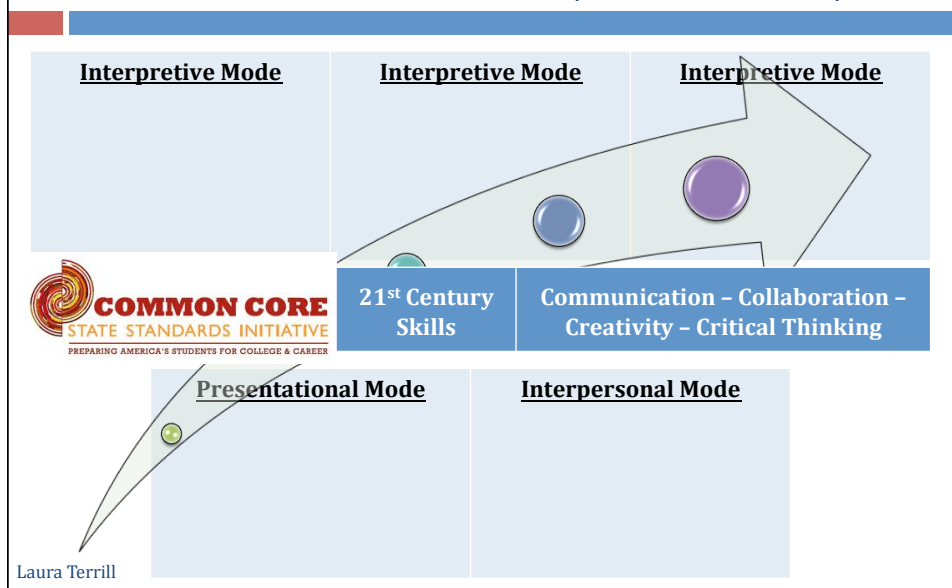 Interpretive Mode
Interpretive Mode
Interpretive Mode
COMMON CORE
STATE STANDARDS INITIATIVE
PREPARING AMERICA'S STUDENTS FOR COLLEGE & CAREER
21st Century
Skills
Communication – Collaboration –
Creativity – Critical Thinking
Presentational Mode
Interpersonal Mode
Laura Terrill